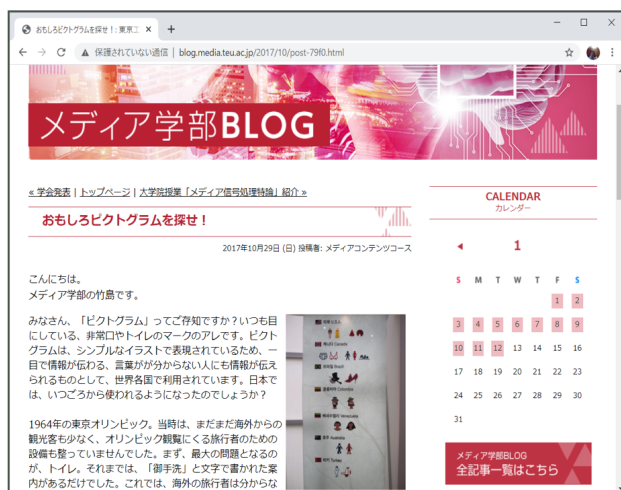 おもしろピクトグラムを探せ！: 東京工
保護されていない通信 | blog.media.teu.ac.jp/2017/10/post-79f0.html
メディア学部BLOG
« 学会発表 | トップページ | 大学院授業「メディア信号処理特論」紹介 »
おもしろピクトグラムを探せ！
2017年10月29日 (日) 投稿者: メディアコンテンツコース
こんにちは。
メディア学部の竹島です。
みなさん、「ピクトグラム」ってご存知ですか？いつも目
にしている、非常口やトイレのマークのアレです。ピクト
グラムは、シンプルなイラストで表現されているため、一
目で情報が伝わる、言葉が分からない人にも情報が伝え
られるものとして、世界各国で利用されています。日本で
は、いつごろから使われるようになったのでしょうか？
1964年の東京オリンピック。当時は、まだまだ海外からの
観光客も少なく、オリンピック観覧にくる旅行者のための
設備も整っていませんでした。まず、最大の問題となるの
が、トイレ。それまでは、「御手洗」と文字で書かれた案
内があるだけでした。これでは、海外の旅行者は分からな
U.S.A
Canada
Brazil
Colombia
Venezuela
Australia
Turkey
CALENDAR
カレンダー
1
S M T W T F S
1 2
3 4 5 6 7 8 9
10 11 12 13 14 15 16
17 18 19 20 21 22 23
24 25 26 27 28 29 30
31
メディア学部BLOG
全記事一覧はこちら